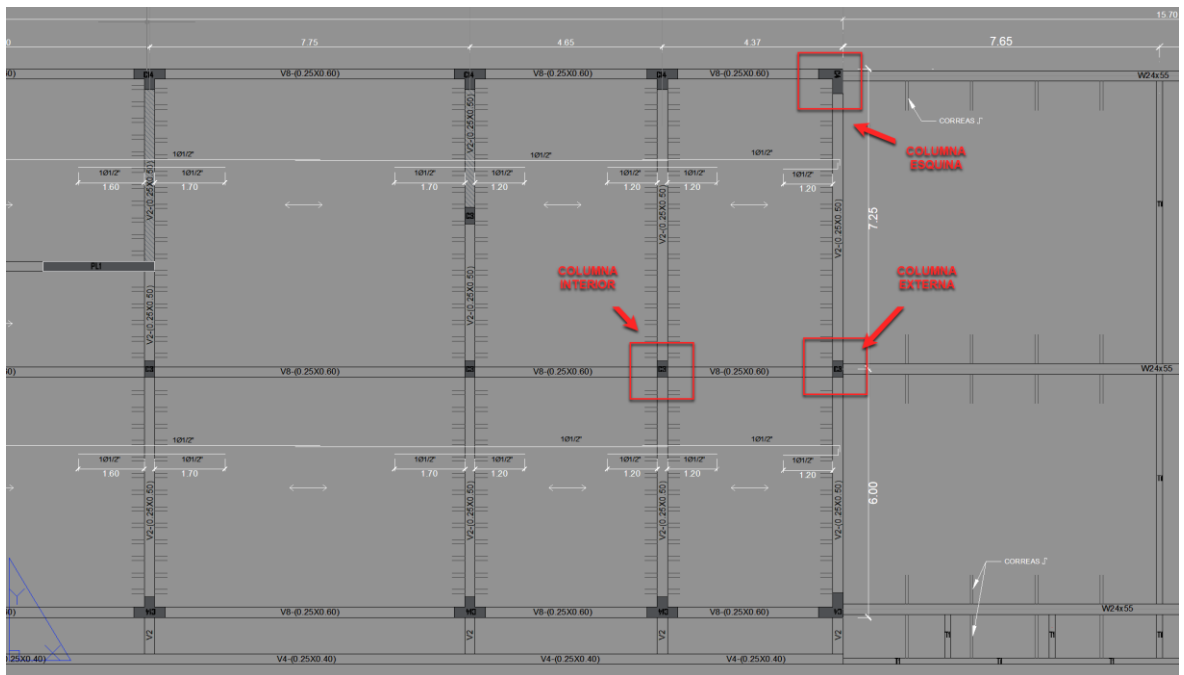 15.70
7.75
4.65
4.37
7.65
V8-(0.25X0.60)
V8-(0.25X0.60)
V8-(0.25X0.60)
W24x55
CORREAS
COLUMNA
ESQUINA
V2-(0.25X0.50)
1Ø1/2"
1Ø1/2"
1Ø1/2"
1Ø1/2"
1Ø1/2"
1Ø1/2"
1Ø1/2"
1Ø1/2"
1Ø1/2"
1Ø1/2"
1.60
1.70
1.70
1.20
1.20
1.20
1.20
V2-(0.25X0.50)
V2-(0.25X0.50)
V2-(0.25X0.50)
7.25
PL1
COLUMNA
INTERIOR
COLUMNA
EXTERNA
V2-(0.25X0.50)
V2-(0.25X0.50)
V8-(0.25X0.60)
V8-(0.25X0.60)
V8-(0.25X0.60)
W24x55
1Ø1/2"
1Ø1/2"
1Ø1/2"
1Ø1/2"
1Ø1/2"
1Ø1/2"
1Ø1/2"
1Ø1/2"
1Ø1/2"
1Ø1/2"
1.60
1.70
1.70
1.20
1.20
1.20
1.20
V2-(0.25X0.50)
V2-(0.25X0.50)
V2-(0.25X0.50)
V2-(0.25X0.50)
6.00
CORREAS
V8-(0.25X0.60)
V8-(0.25X0.60)
V8-(0.25X0.60)
W24x55
V2
V2
V2
V2
Y
X
0.25X0.40)
V4-(0.25X0.40)
V4-(0.25X0.40)
V4-(0.25X0.40)